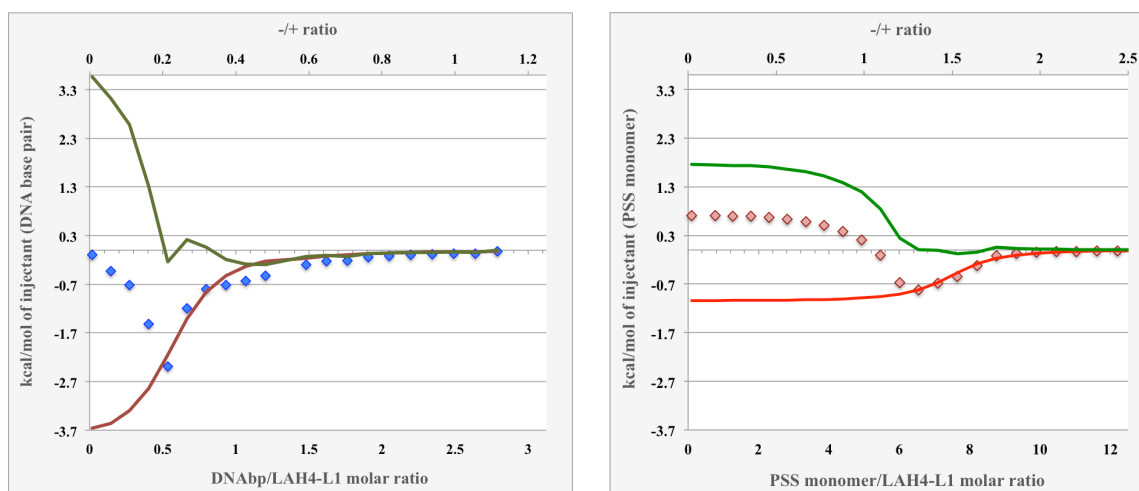 -/+ ratio
0 0.2 0.4 0.6 0.8 1 1.2
kcal/mol of injectant (DNA base pair)
3.3
2.3
1.3
0.3
-0.7
-1.7
-2.7
-3.7
0 0.5 1 1.5 2 2.5 3
DNAbp/LAH4-L1 molar ratio
-/+ ratio
0 0.5 1 1.5 2 2.5
kcal/mol of injectant (PSS monomer)
3.3
2.3
1.3
0.3
-0.7
-1.7
-2.7
-3.7
0 2 4 6 8 10 12
PSS monomer/LAH4-L1 molar ratio